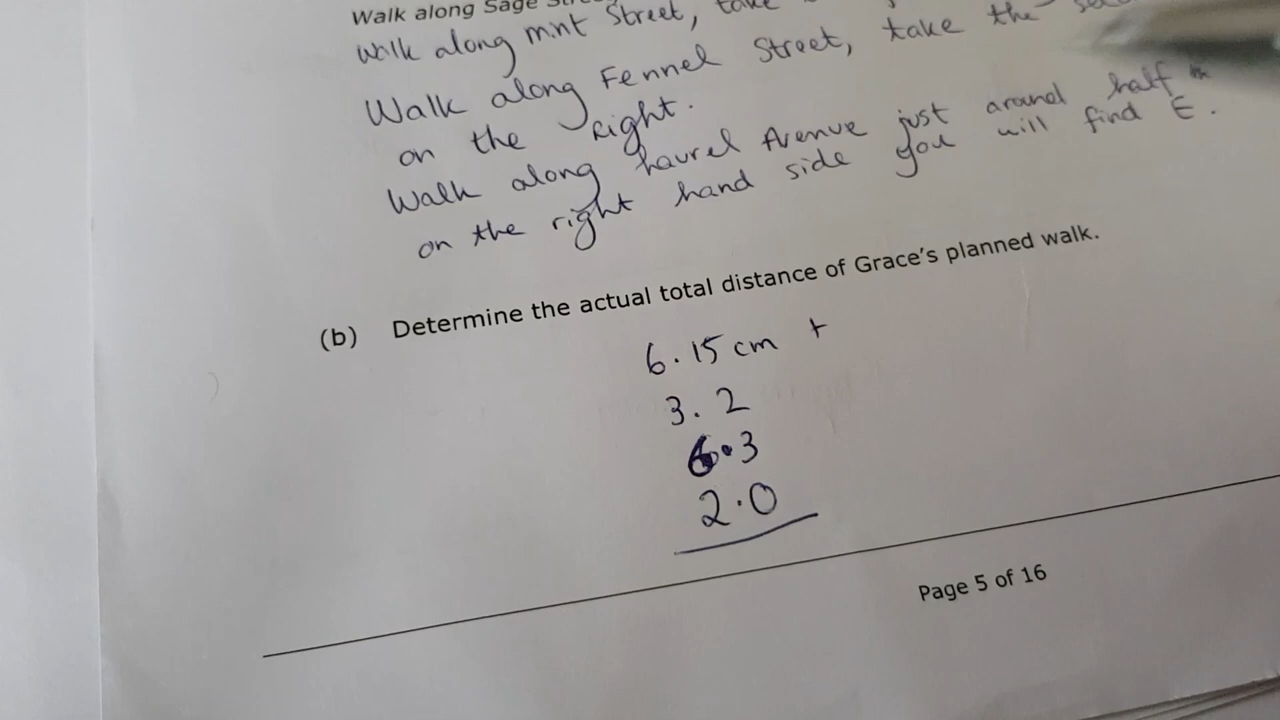 Walk along Sage
Walk along mint Street, take
Walk along Fennel Street, take the
on the Right.
Walk along Laurel Avenue just around half
on the right hand side you will find E.
(b) Determine the actual total distance of Grace's planned walk.
6.15 cm +
3.2
6.3
2.0
Page 5 of 16